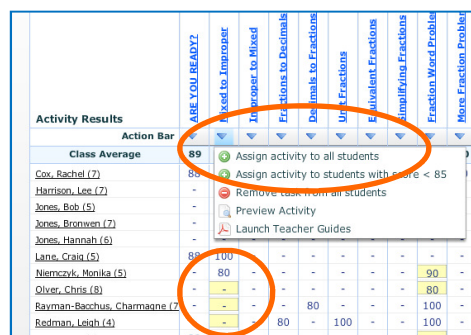 ARE YOU READY?
Mixed to Improper
Improper to Mixed
Fractions to Decimals
Decimals to Fractions
Unit Fractions
Equivalent Fractions
Simplifying Fractions
Fraction Word Problem
More Fraction Problem
Activity Results
Action Bar
Class Average 89
Assign activity to all students
Cox, Rachel (7) 88 Assign activity to students with score < 85
Harrison, Lee (7) - Remove task from all students
Jones, Bob (5) - Preview Activity
Jones, Bronwen (7) - Launch Teacher Guides
Jones, Hannah (6) -
Lane, Craig (5) 88 100 - - - - - - - -
Niemczyk, Monika (5) - 80 - - - - - - 90 -
Olver, Chris (8) - - - - - - - - 80 -
Rayman-Bacchus, Charmagne (7 - - - - 80 - - - 100 -
Redman, Leigh (4) - - - 80 - 100 - - 100 -